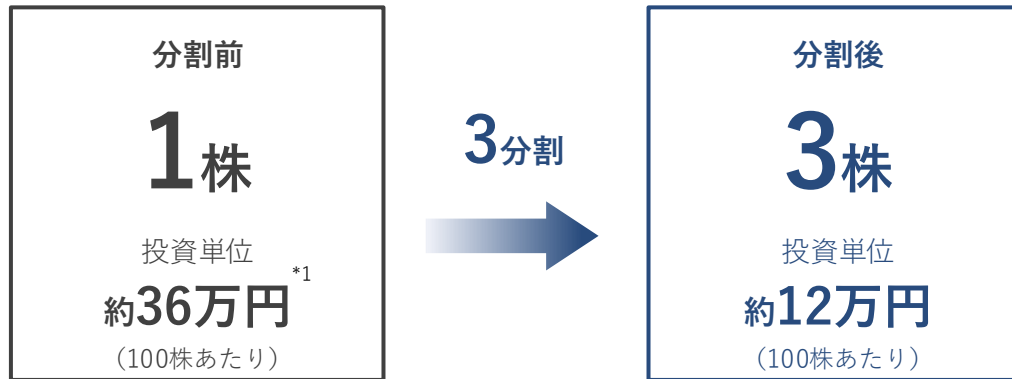 分割前
1株
投資単位
約36万円*1
（100株あたり）
3分割
分割後
3株
投資単位
約12万円
（100株あたり）